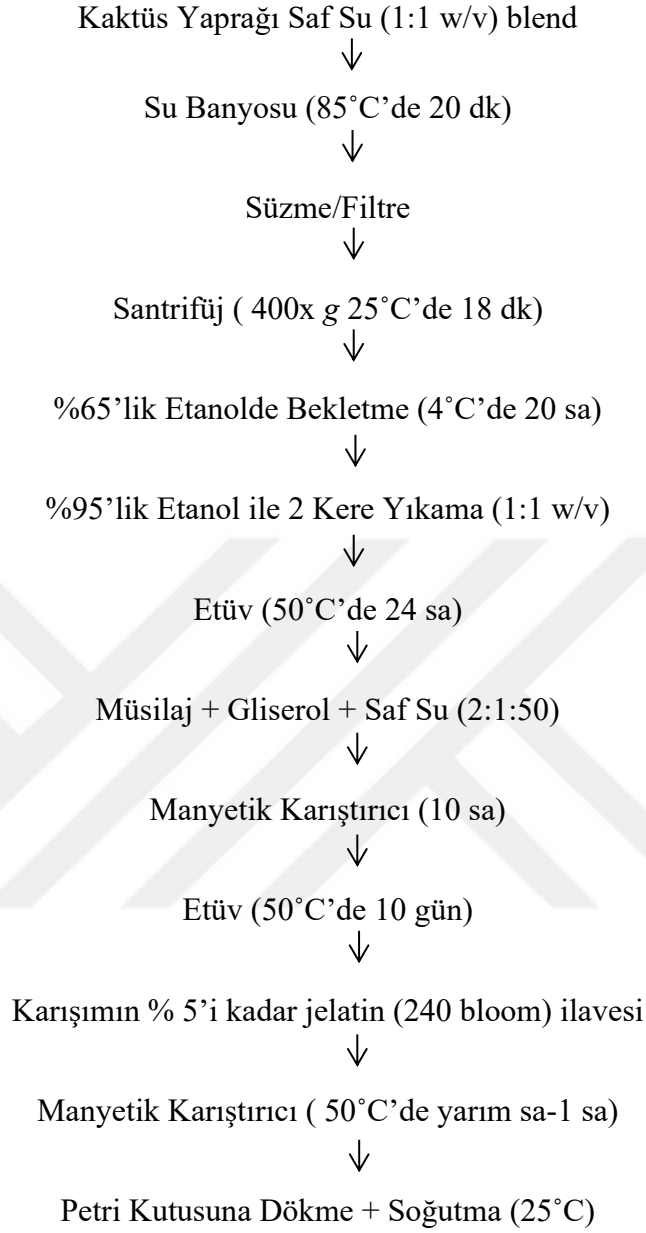 Kaktüs Yaprağı Saf Su (1:1 w/v) blend
Su Banyosu (85˚C’de 20 dk)
Süzme/Filtre
Santrifüj ( 400x g 25˚C’de 18 dk)
%65’lik Etanolde Bekletme (4˚C’de 20 sa)
%95’lik Etanol ile 2 Kere Yıkama (1:1 w/v)
Etüv (50˚C’de 24 sa)
Müsilaj + Gliserol + Saf Su (2:1:50)
Manyetik Karıştırıcı (10 sa)
Etüv (50˚C’de 10 gün)
Karışımın % 5’i kadar jelatin (240 bloom) ilavesi
Manyetik Karıştırıcı ( 50˚C’de yarım sa-1 sa)
Petri Kutusuna Dökme + Soğutma (25˚C)